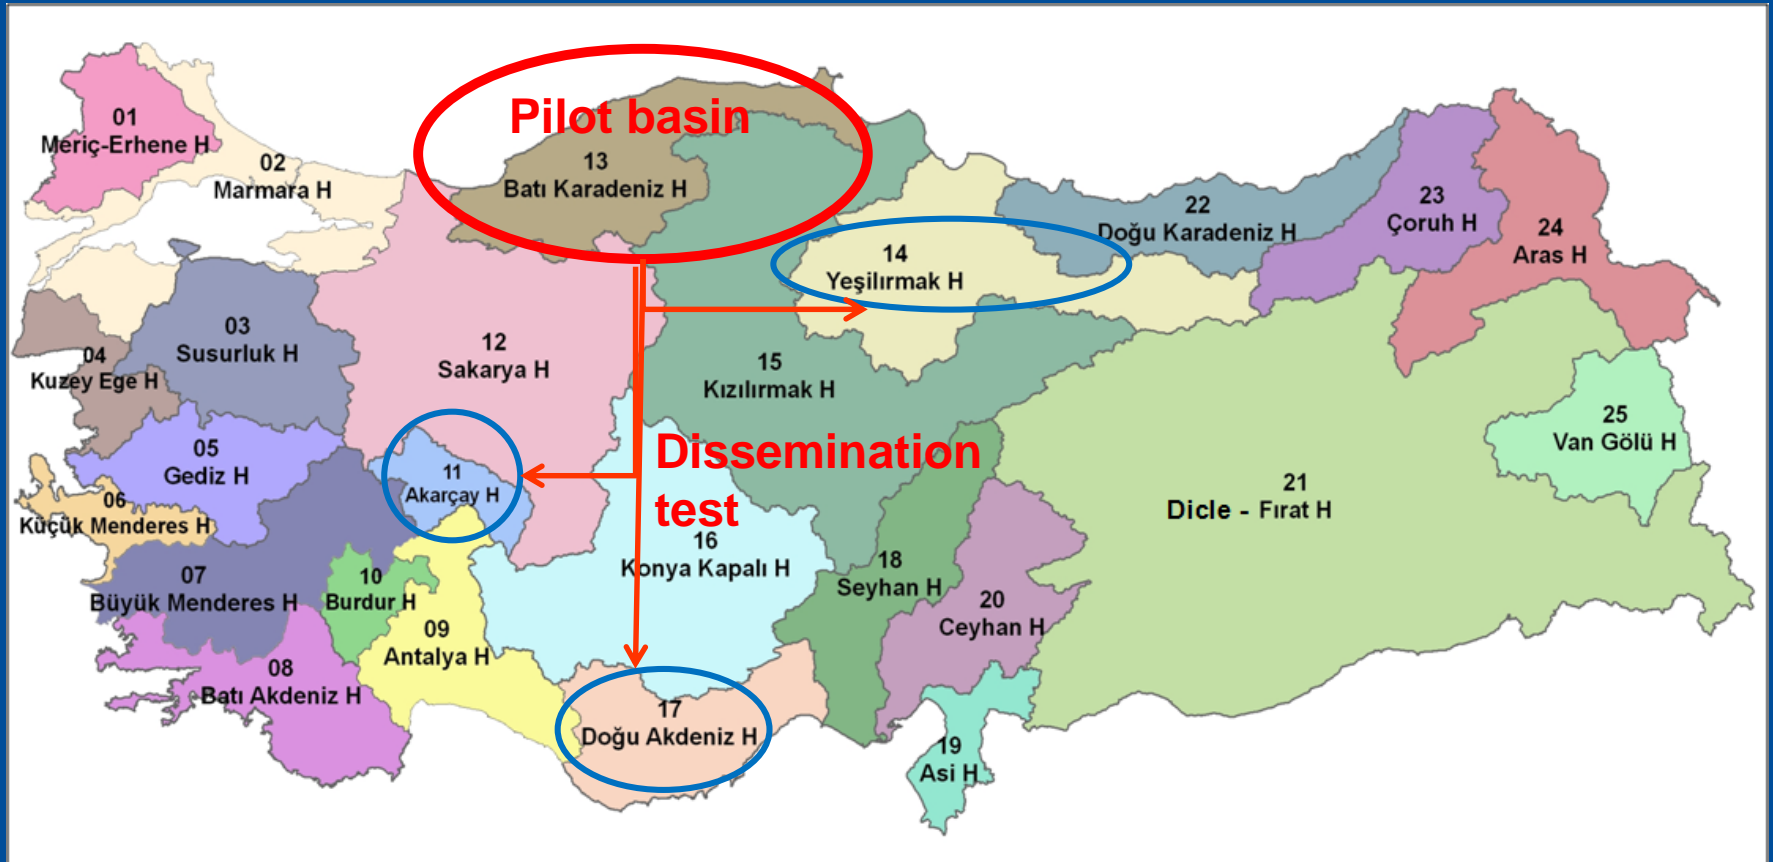 Pilot basin
01
Meriç-Erhene H
02
Marmara H
13
Batı Karadeniz H
22
Doğu Karadeniz H
23
Çoruh H
24
Aras H
14
Yeşilırmak H
03
Susurluk H
12
Sakarya H
04
Kuzey Ege H
15
Kızılırmak H
25
Van Gölü H
05
Gediz H
11
Akarçay H
Dissemination
test
21
Dicle - Fırat H
06
Küçük Menderes H
16
Konya Kapalı H
07
Büyük Menderes H
10
Burdur H
18
Seyhan H
20
Ceyhan H
09
Antalya H
08
Batı Akdeniz H
17
Doğu Akdeniz H
19
Asi H